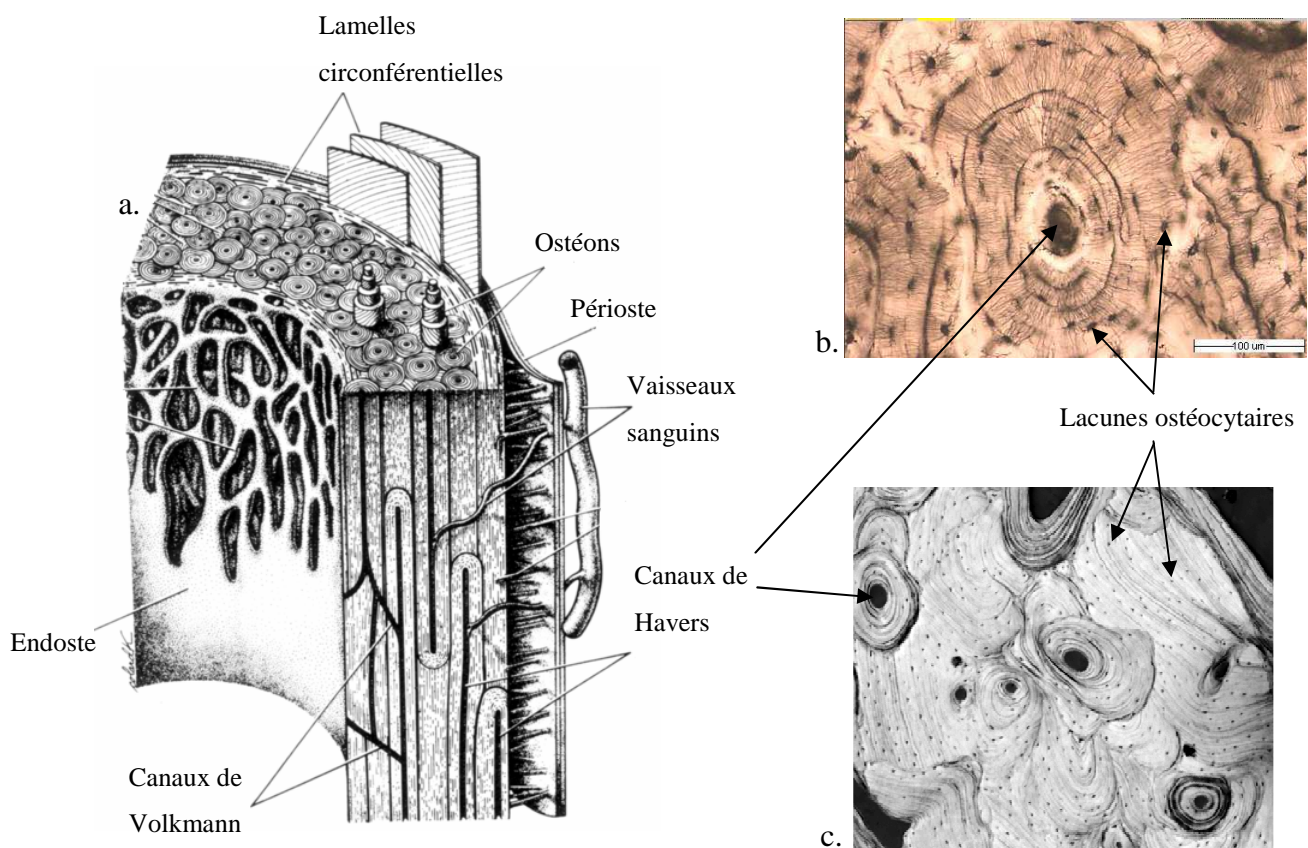 Lamelles
circonférentielles
a.
Ostéons
Périoste
Vaisseaux
sanguins
Endoste
Canaux de
Volkmann
b.
100 um
Lacunes ostéocytaires
Canaux de
Havers
c.